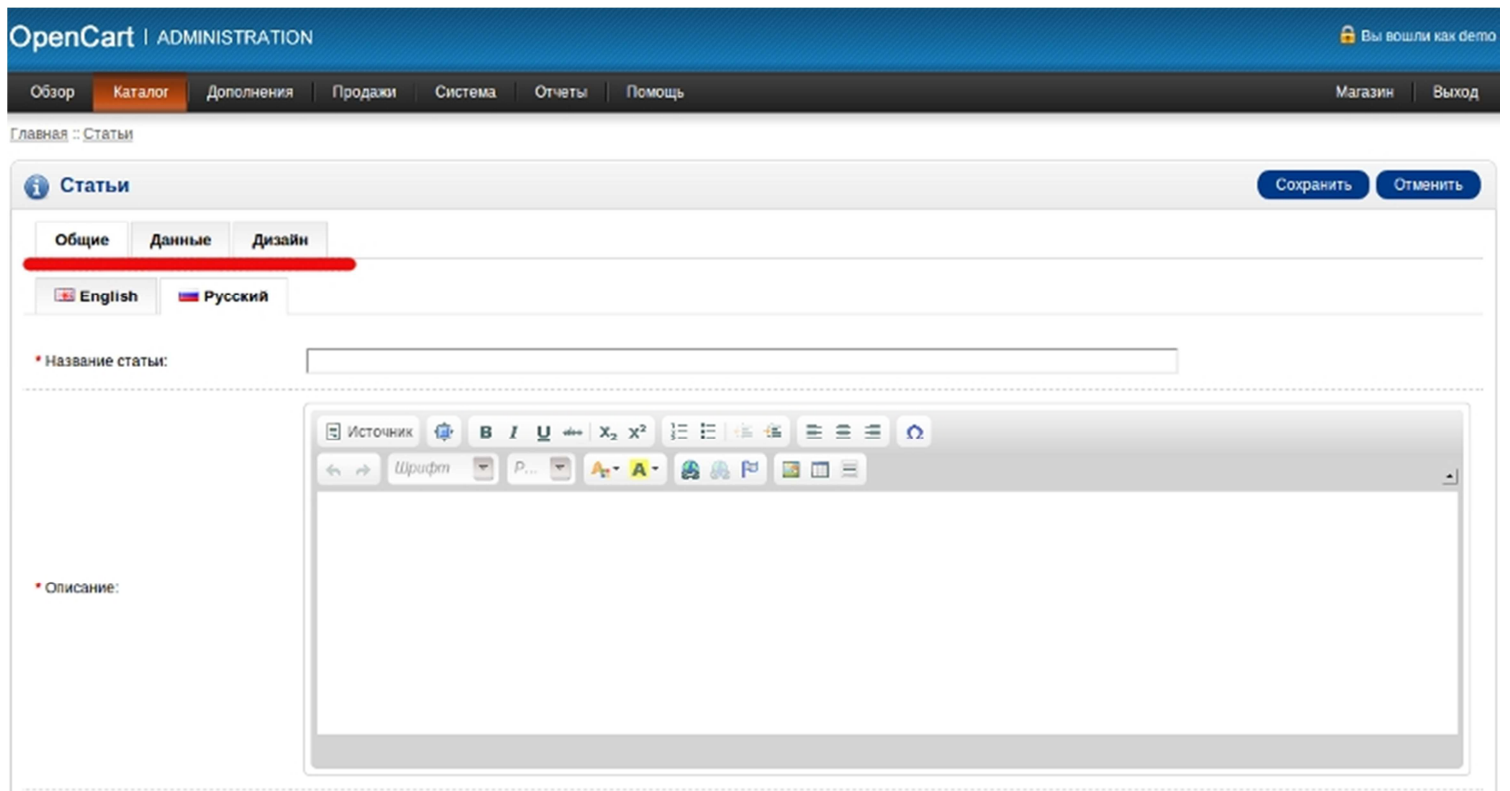 OpenCart | ADMINISTRATION
Вы вошли как demo
Обзор Каталог Дополнения Продажи Система Отчеты Помощь Магазин Выход
Главная :: Статьи
Статьи Сохранить Отменить
Общие Данные Дизайн
English Русский
* Название статьи:
Источник B I U abc X₂ X²
Шрифт Р... A A
* Описание: